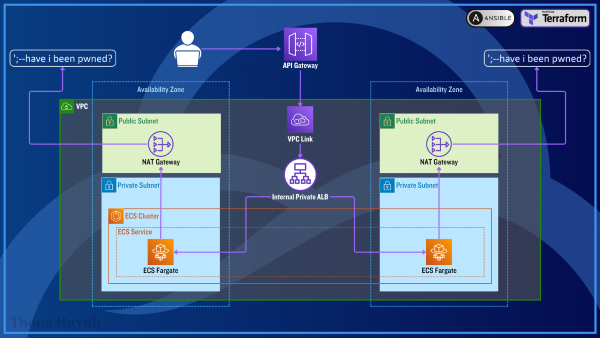 ANSIBLE
HashiCorp
Terraform
';--have i been pwned?
';--have i been pwned?
API Gateway
Availability Zone
Availability Zone
VPC
Public Subnet
Public Subnet
VPC Link
NAT Gateway
NAT Gateway
Private Subnet
Private Subnet
Internal Private ALB
ECS Cluster
ECS Service
ECS Fargate
ECS Fargate
Thong Huynh